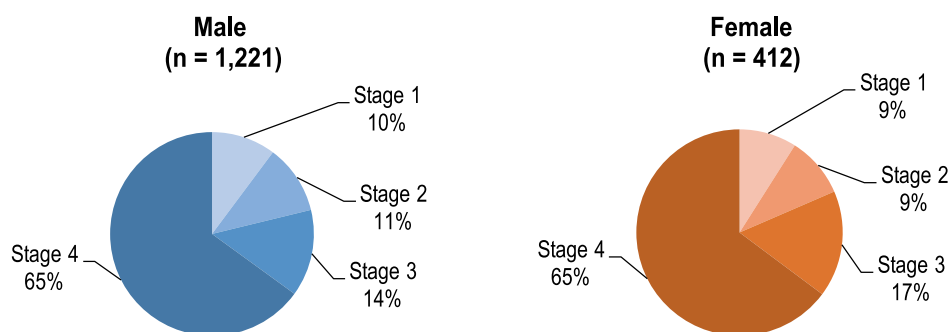 Male
(n = 1,221)
Stage 1
10%
Stage 2
11%
Stage 3
14%
Stage 4
65%
Female
(n = 412)
Stage 1
9%
Stage 2
9%
Stage 3
17%
Stage 4
65%